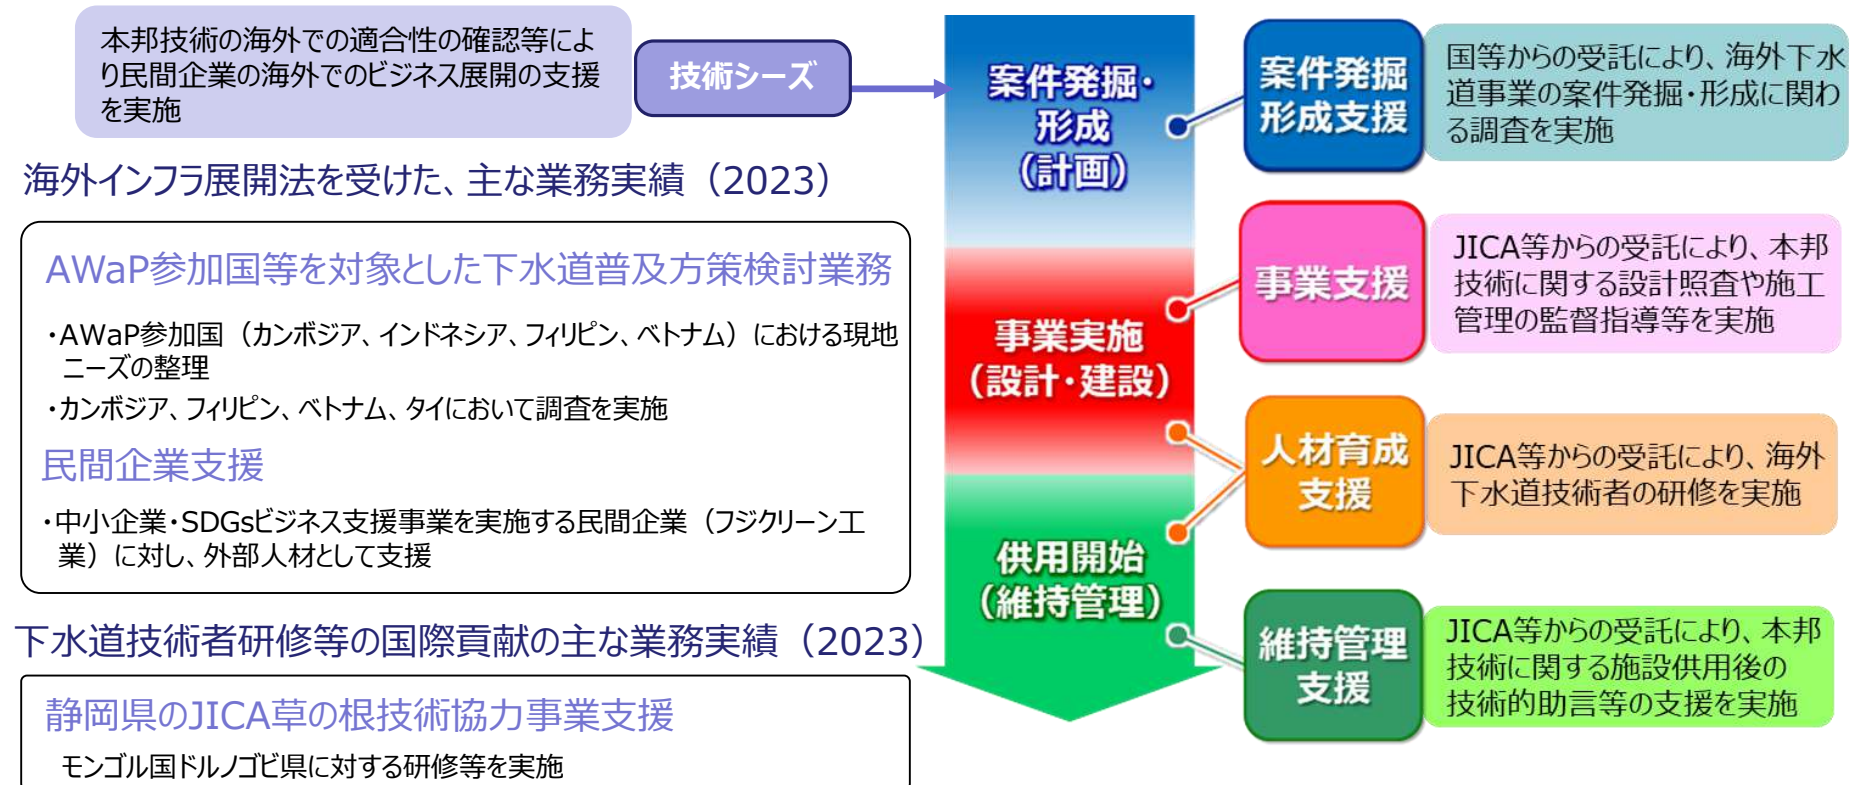 本邦技術の海外での適合性の確認等によ
り民間企業の海外でのビジネス展開の支援
を実施
技術シーズ
海外インフラ展開法を受けた、主な業務実績（2023）
AWaP参加国等を対象とした下水道普及方策検討業務
・AWaP参加国（カンボジア、インドネシア、フィリピン、ベトナム）における現地
ニーズの整理
・カンボジア、フィリピン、ベトナム、タイにおいて調査を実施
民間企業支援
・中小企業・SDGsビジネス支援事業を実施する民間企業（フジクリーン工
業）に対し、外部人材として支援
下水道技術者研修等の国際貢献の主な業務実績（2023）
静岡県のJICA草の根技術協力事業支援
モンゴル国ドルノゴビ県に対する研修等を実施
案件発掘・
形成
（計画）
事業実施
（設計・建設）
供用開始
（維持管理）
案件発掘
形成支援
国等からの受託により、海外下水
道事業の案件発掘・形成に関わ
る調査を実施
事業支援
JICA等からの受託により、本邦
技術に関する設計照査や施工
管理の監督指導等を実施
人材育成
支援
JICA等からの受託により、海外
下水道技術者の研修を実施
維持管理
支援
JICA等からの受託により、本邦
技術に関する施設供用後の
技術的助言等の支援を実施